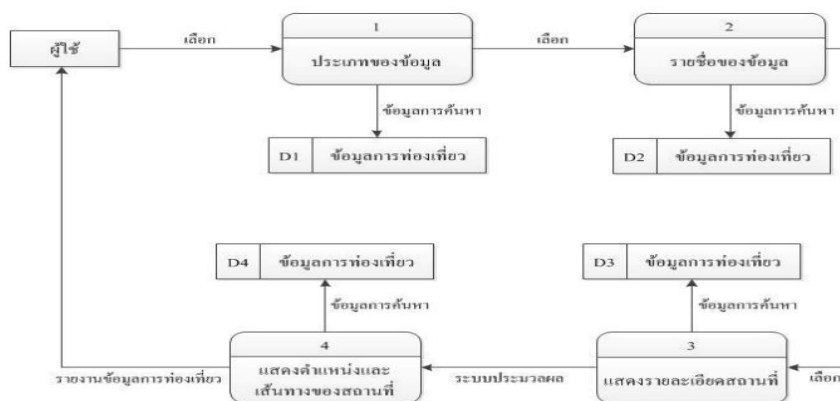 ผู้ใช้
เลือก
1
ประเภทของข้อมูล
เลือก
2
รายชื่อของข้อมูล
ข้อมูลการค้นหา
ข้อมูลการค้นหา
D1 ข้อมูลการท่องเที่ยว
D2 ข้อมูลการท่องเที่ยว
D4 ข้อมูลการท่องเที่ยว
D3 ข้อมูลการท่องเที่ยว
ข้อมูลการค้นหา
ข้อมูลการค้นหา
4
แสดงตำแหน่งและ
เส้นทางของสถานที่
3
แสดงรายละเอียดสถานที่
รายงานข้อมูลการท่องเที่ยว
ระบบประมวลผล
เลือก